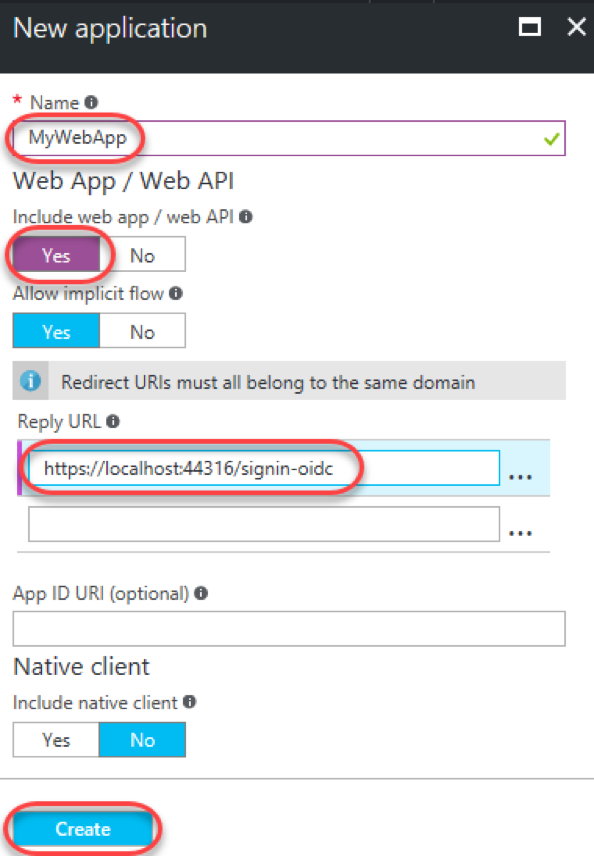 New application
* Name
MyWebApp
Web App / Web API
Include web app / web API
Yes No
Allow implicit flow
Yes No
Redirect URIs must all belong to the same domain
Reply URL
https://localhost:44316/signin-oidc ...
...
App ID URI (optional)
Native client
Include native client
Yes No
Create